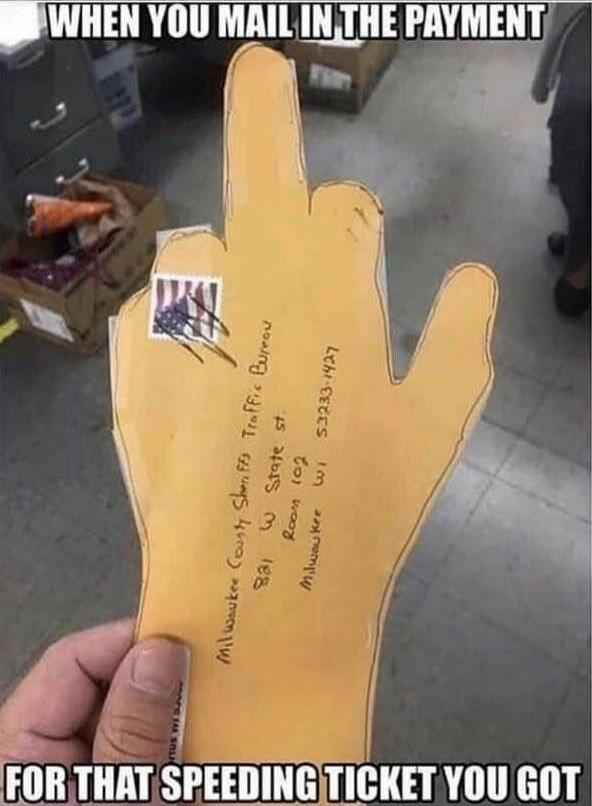 WHEN YOU MAIL IN THE PAYMENT
Milwaukee County Sheriffs Traffic Bureau
821 W State st.
Room 102
Milwaukee Wi 53233-1427
FOR THAT SPEEDING TICKET YOU GOT